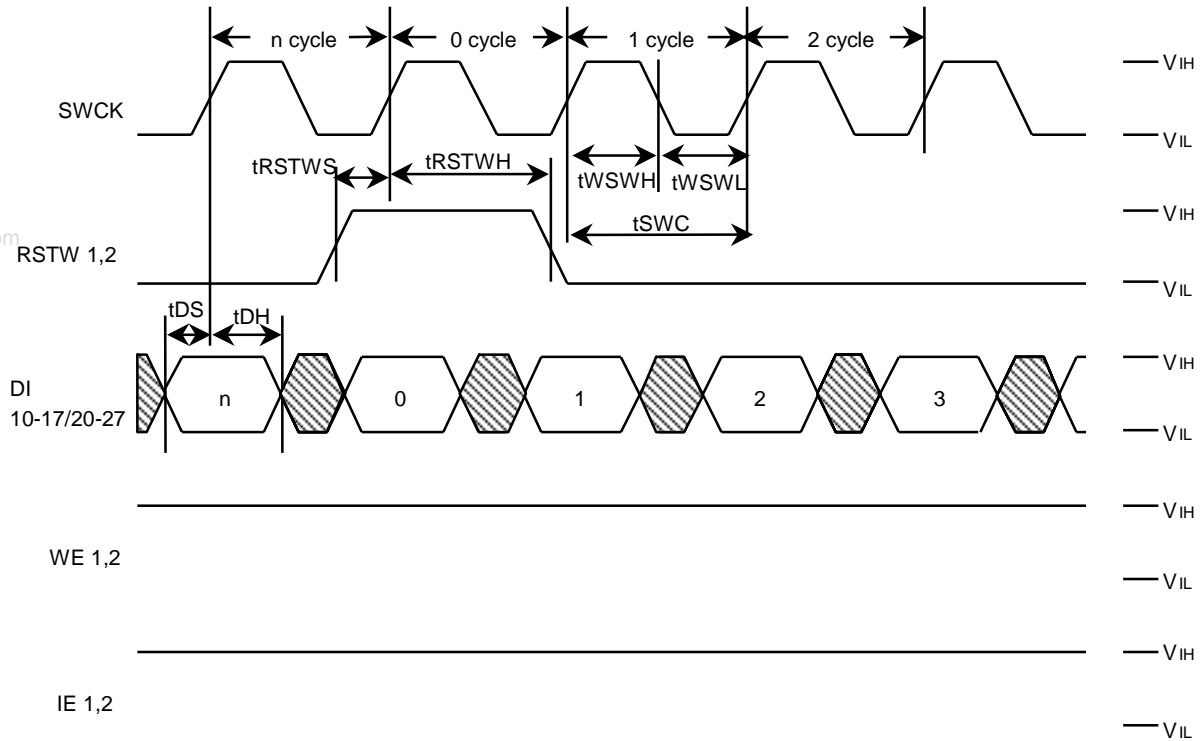 n cycle 0 cycle 1 cycle 2 cycle
VIH
SWCK
VIL
tRSTWS tRSTWH tWSWH tWSWL
tSWC
VIH
om
RSTW 1,2
VIL
tDS tDH
VIH
DI
10-17/20-27
n 0 1 2 3
VIL
VIH
WE 1,2
VIL
VIH
IE 1,2
VIL